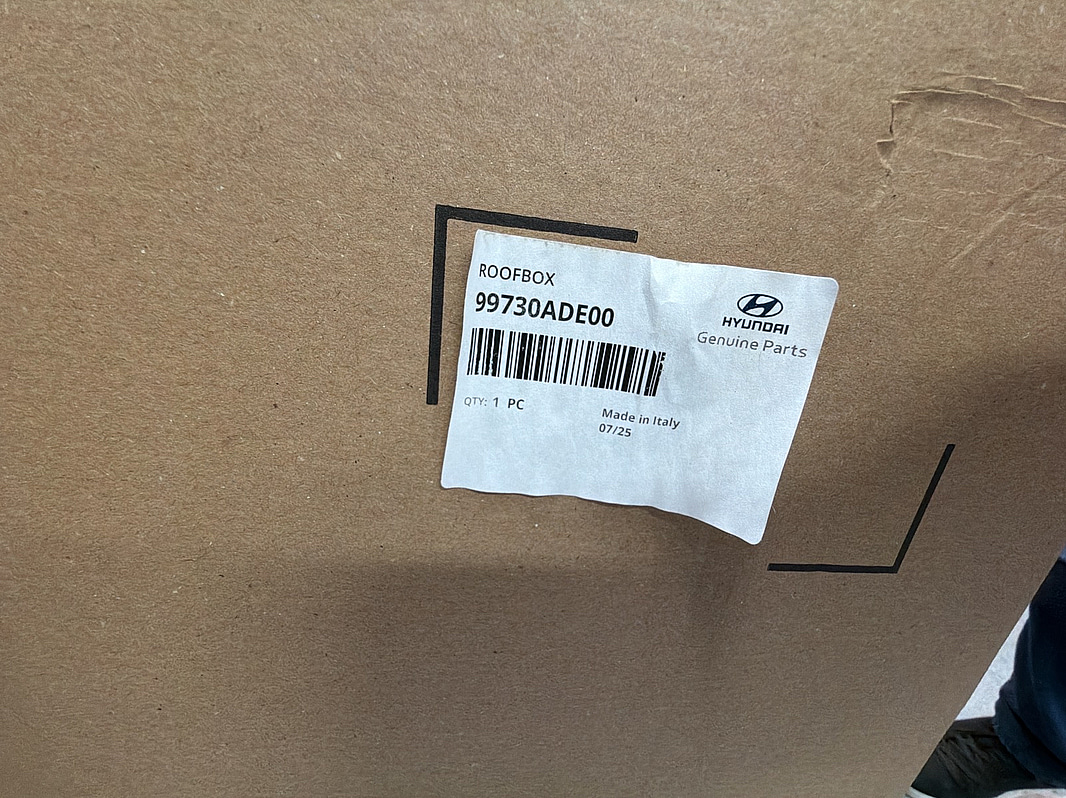 ROOFBOX
99730ADE00
HYUNDAI
Genuine Parts
QTY: 1 PC
Made in Italy
07/25